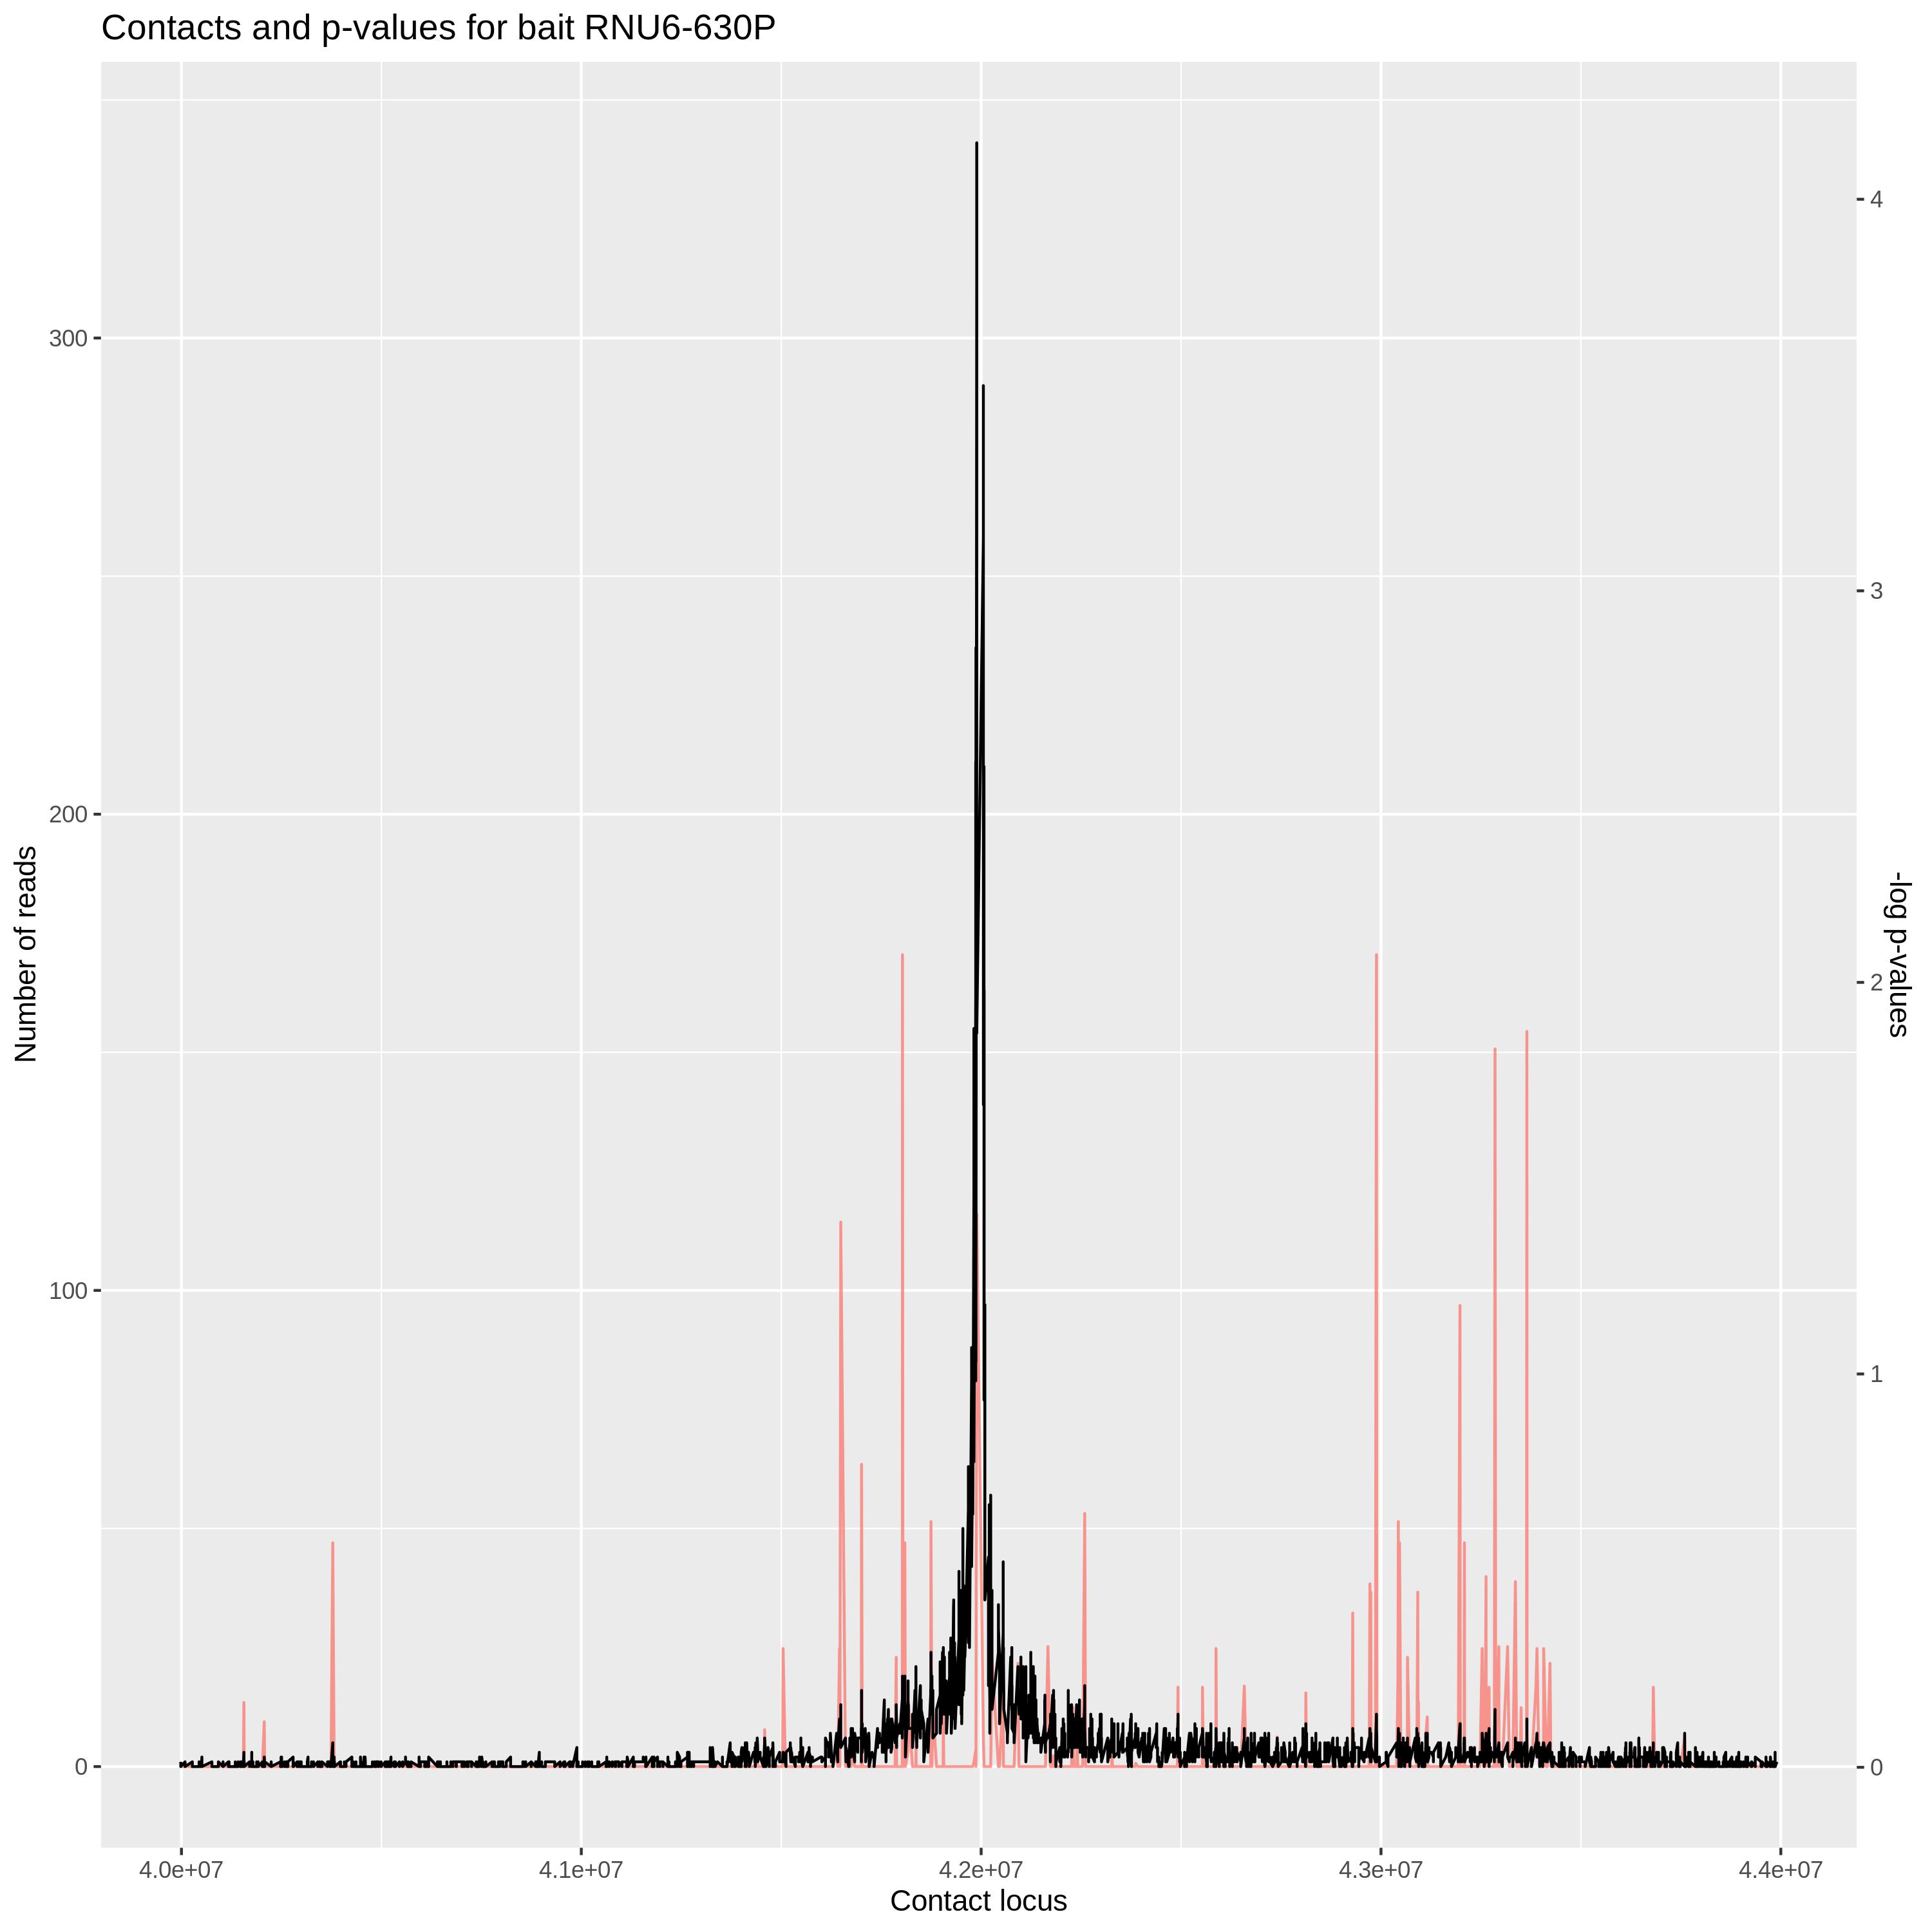 Contacts and p-values for bait RNU6-630P
300
200
100
0
Number of reads
4
3
2
1
0
-log p-values
4.0e+07
4.1e+07
4.2e+07
4.3e+07
4.4e+07
Contact locus